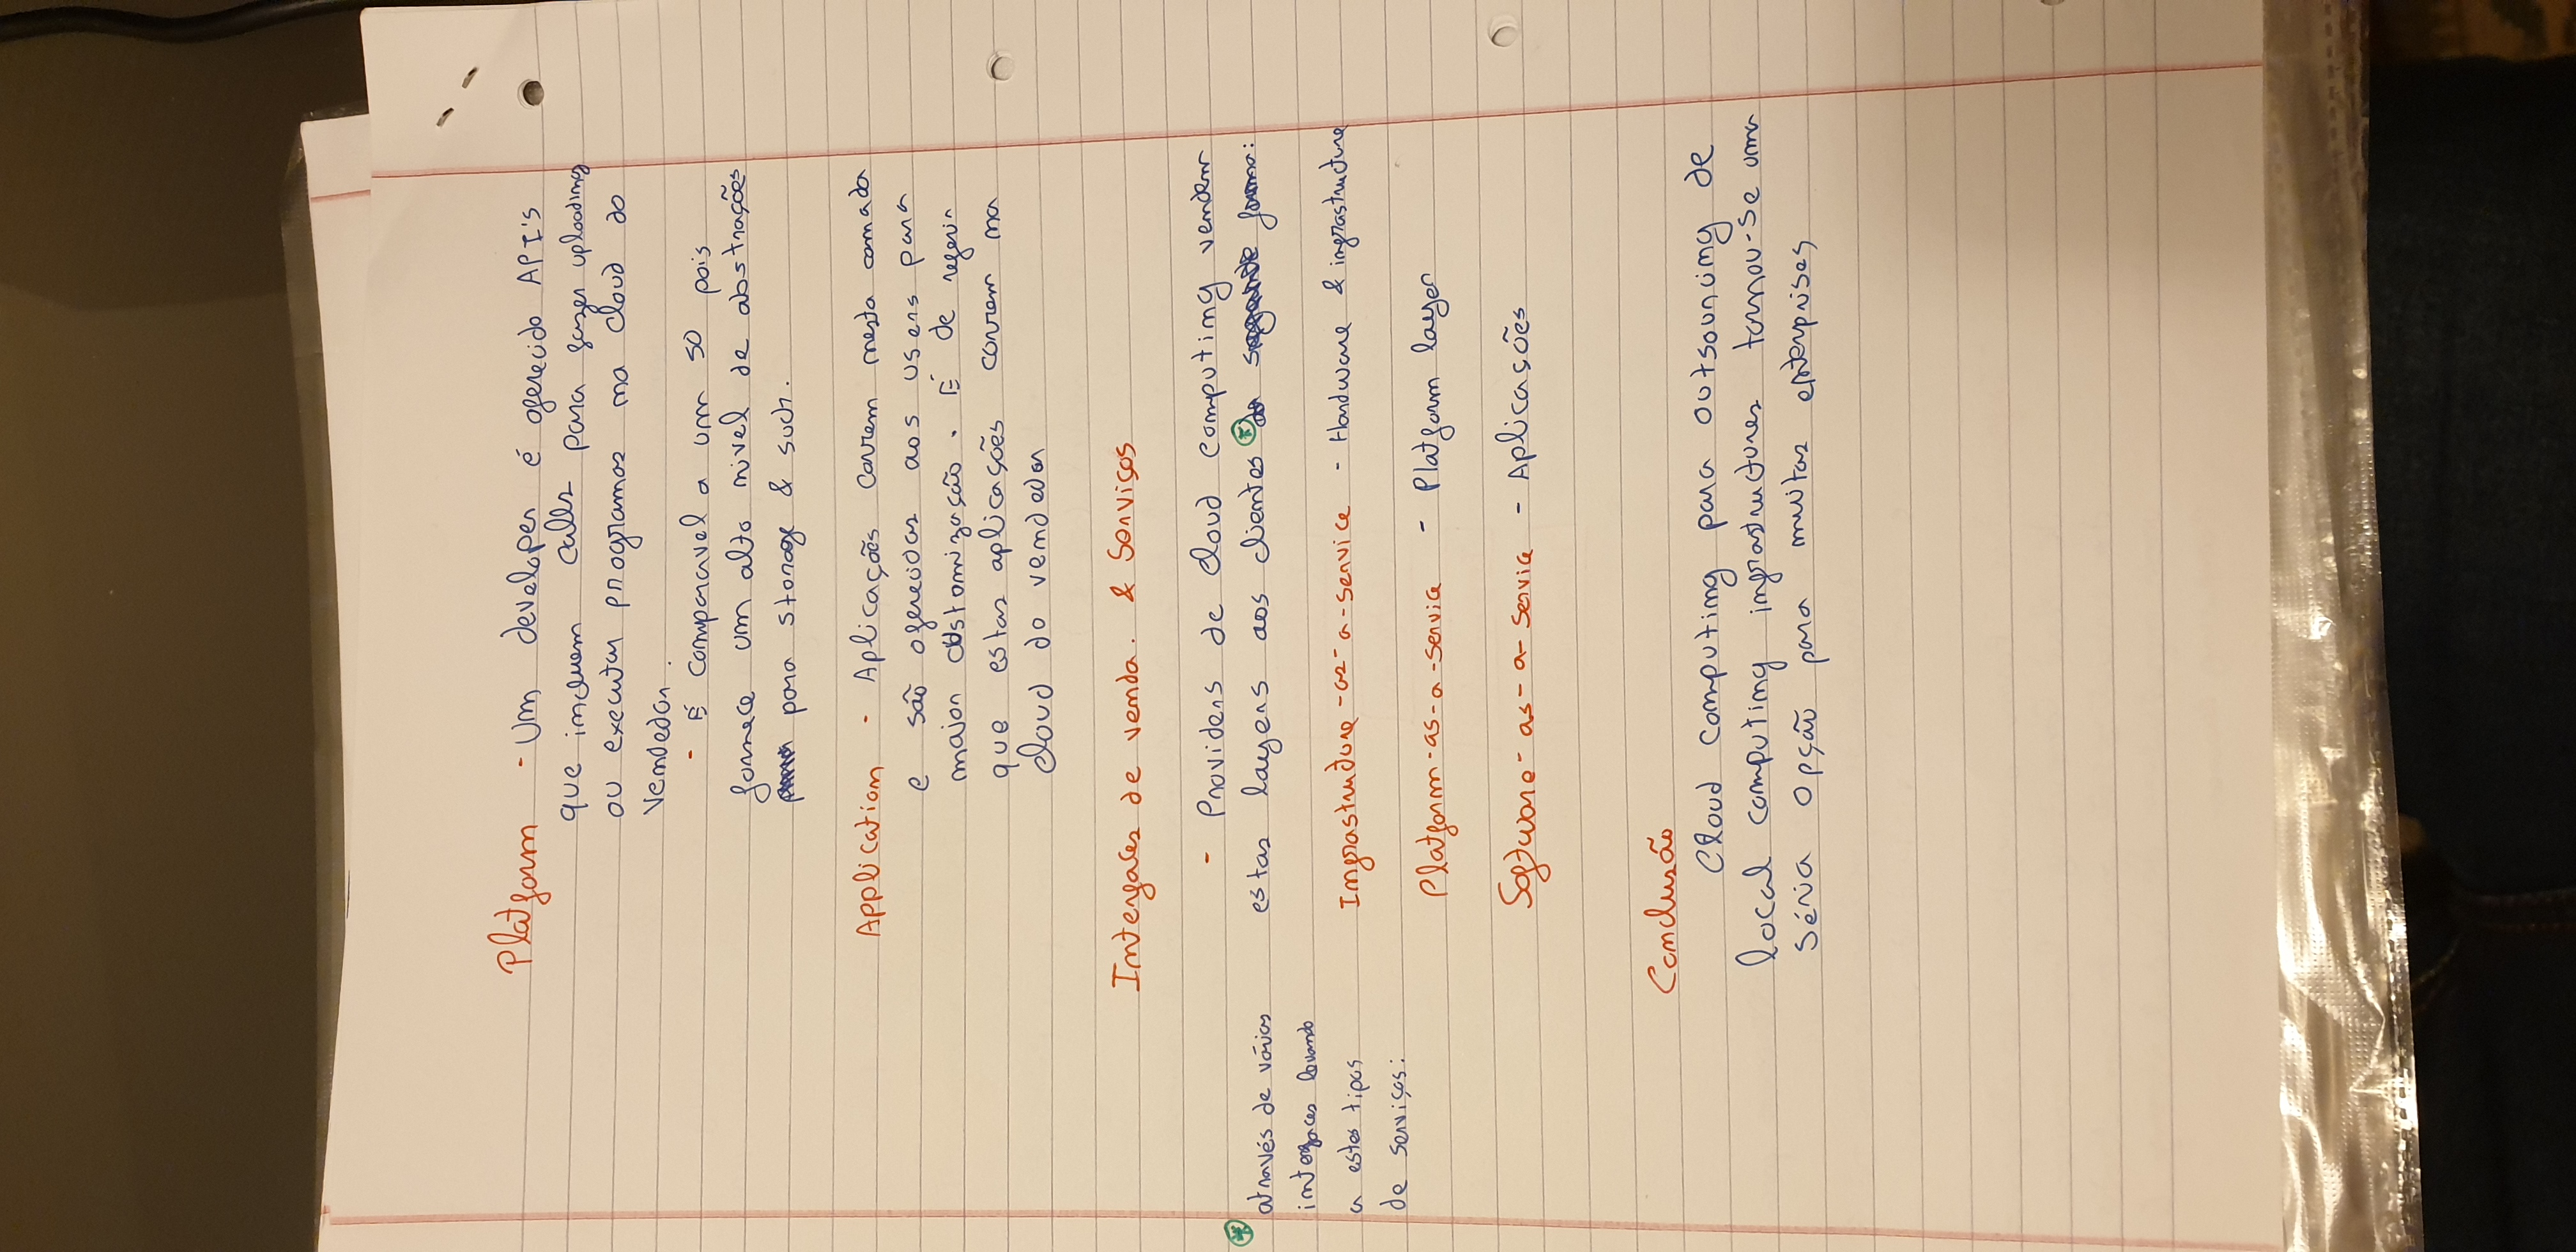 Platform - Um developer é oferecido API's
que incluem calls para fazer uploading
ou executar programas na cloud do
vendedor.
- É comparavel a um SO pois
fornece um alto nivel de abstrações
para storage & such.
Application - Aplicações correm nesta camada
e são oferecidas aos users para
maior customização. É de referir
que estas aplicações correm na
cloud do vendedor
Interfaces de venda. & Serviços
- Providers de Cloud computing vendem
estas layers aos clientes * da seguinte forma:
* através de várias
interfaces levando
a estes tipos
de serviços:
Infrastructure-as-a-service - Hardware & infrastructure
Platform-as-a-service - Platform layer
Software-as-a-service - Aplicações
Conclusão
Cloud computing para outsourcing de
local computing infrastructures tornou-se uma
séria opção para muitas enterprises